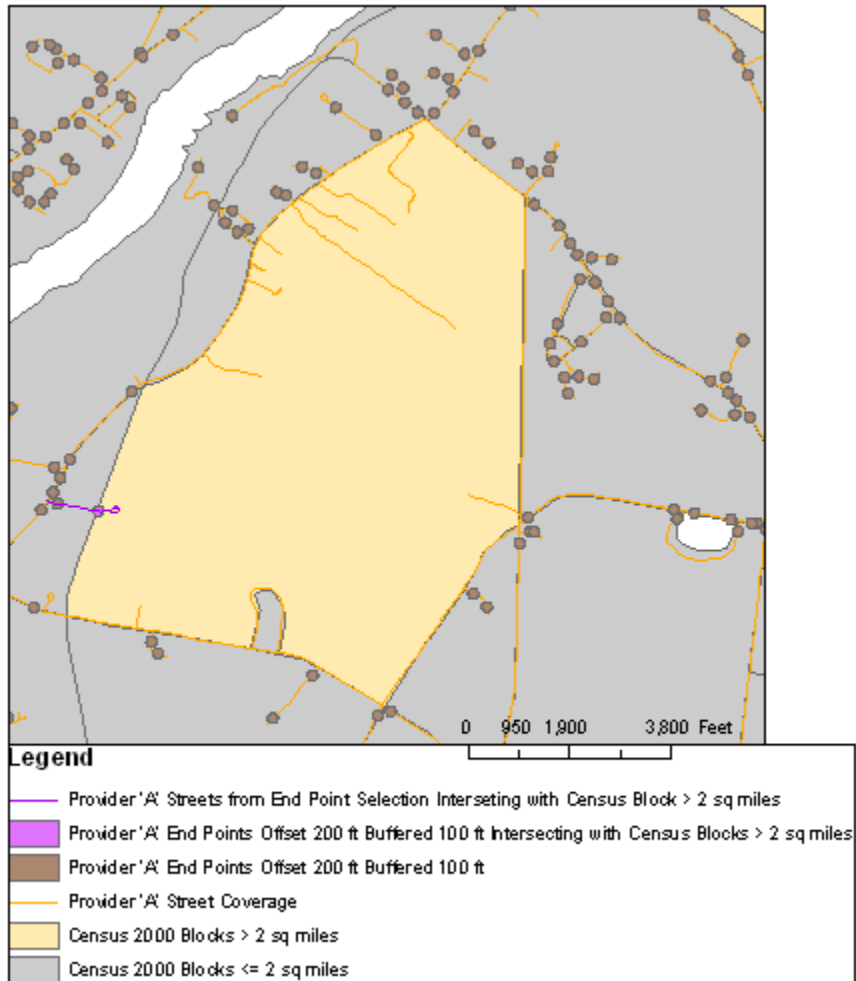 0 950 1,900 3,800 Feet
Legend
Provider 'A' Streets from End Point Selection Interseting with Census Block > 2 sq miles
Provider 'A' End Points Offset 200 ft Buffered 100 ft Intersecting with Census Blocks > 2 sq miles
Provider 'A' End Points Offset 200 ft Buffered 100 ft
Provider 'A' Street Coverage
Census 2000 Blocks > 2 sq miles
Census 2000 Blocks <= 2 sq miles